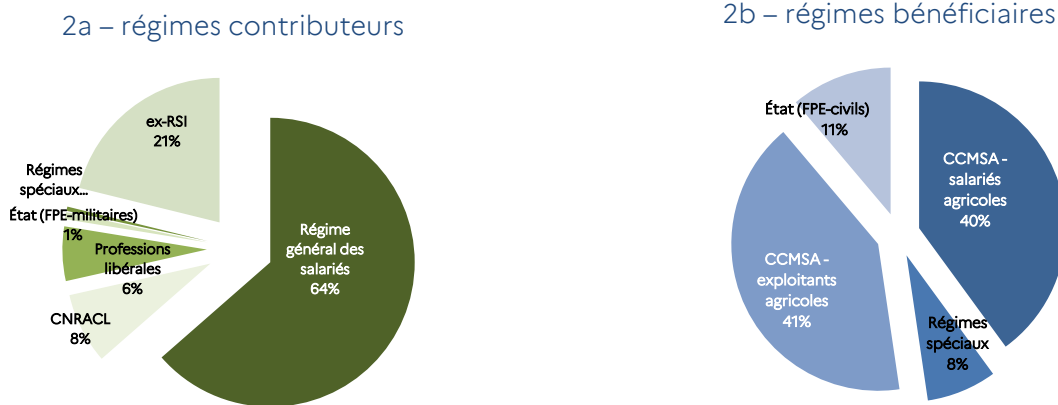 2a – régimes contributeurs
ex-RSI
21%
Régimes
spéciaux...
État (FPE-militaires)
1%
Professions
libérales
6%
CNRACL
8%
Régime
général des
salariés
64%
2b – régimes bénéficiaires
État (FPE-civils)
11%
CCMSA -
salariés
agricoles
40%
CCMSA -
exploitants
agricoles
41%
Régimes
spéciaux
8%